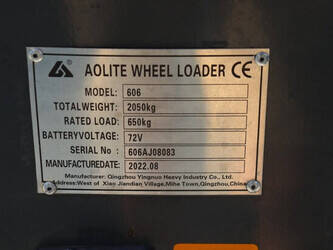 AOLITE WHEEL LOADER CE
MODEL: 606
TOTALWEIGHT: 2050kg
RATED LOAD: 650kg
BATTERYVOLTAGE: 72V
SERIAL No: 606AJ08083
MANUFACTUREDATE: 2022.08
Manufacturer: Qingzhou Yingnuo Heavy Industry Co., Ltd.
Address:West of Xiao Jiandian Village,Mihe Town,Qingzhou,China